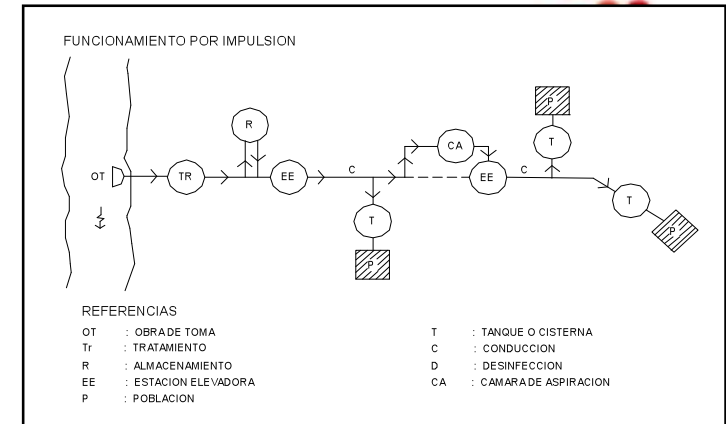 FUNCIONAMIENTO POR IMPULSION
P
R
CA
T
OT
TR
EE
C
EE
C
T
T
P
P
REFERENCIAS
OT : OBRA DE TOMA
Tr : TRATAMIENTO
R : ALMACENAMIENTO
EE : ESTACION ELEVADORA
P : POBLACION
T : TANQUE O CISTERNA
C : CONDUCCION
D : DESINFECCION
CA : CAMARA DE ASPIRACION